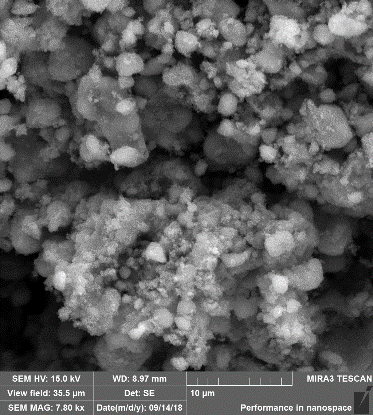 SEM HV: 15.0 kV WD: 8.97 mm MIRA3 TESCAN
View field: 35.5 µm Det: SE 10 µm
SEM MAG: 7.80 kx Date(m/d/y): 09/14/18 Performance in nanospace